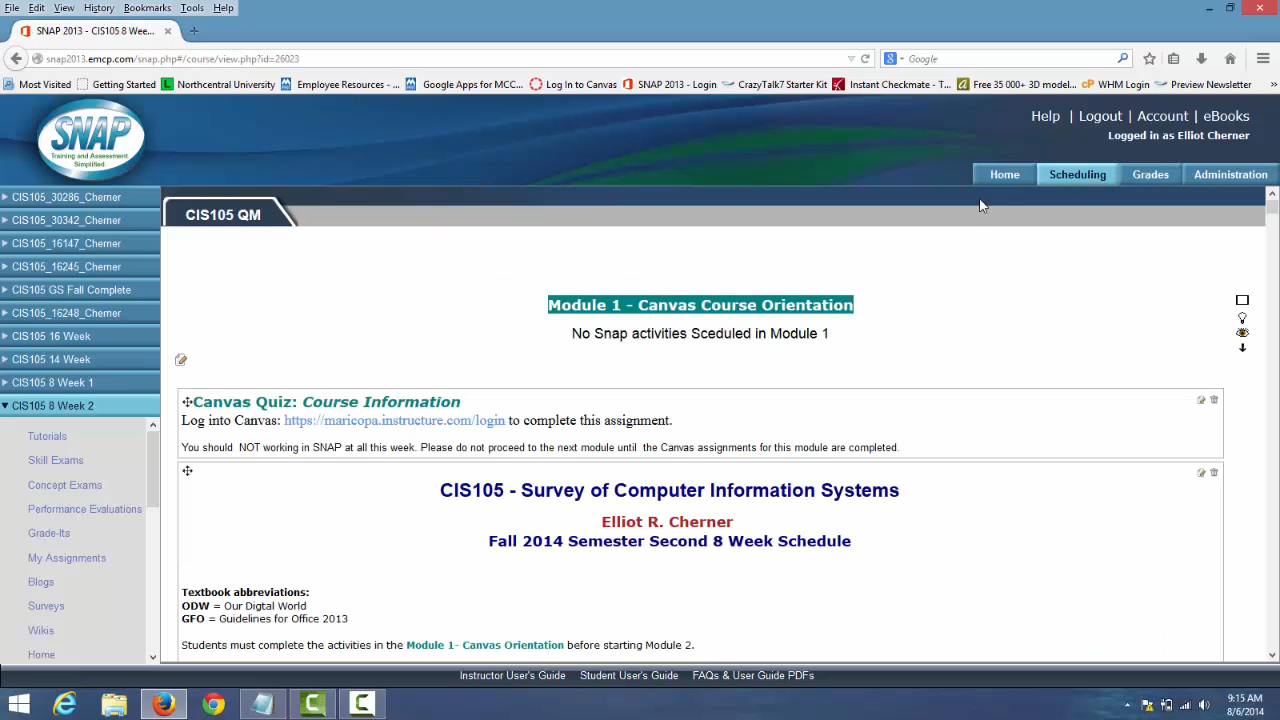 File Edit View History Bookmarks Tools Help
SNAP 2013 - CIS105 8 Wee...
snap2013.emcp.com/snap.php#/course/view.php?id=26023
Google
Most Visited Getting Started Northcentral University Employee Resources - ... Google Apps for MCC... Log In to Canvas SNAP 2013 - Login CrazyTalk7 Starter Kit Instant Checkmate - T... Free 35 000+ 3D model... WHM Login Preview Newsletter
SNAP
Training and Assessment
Simplified.
Help | Logout | Account | eBooks
Logged in as Elliot Cherner
Home Scheduling Grades Administration
CIS105_30286_Cherner
CIS105_30342_Cherner
CIS105_16147_Cherner
CIS105_16245_Cherner
CIS105 GS Fall Complete
CIS105_16248_Cherner
CIS105 16 Week
CIS105 14 Week
CIS105 8 Week 1
CIS105 8 Week 2
Tutorials
Skill Exams
Concept Exams
Performance Evaluations
Grade-Its
My Assignments
Blogs
Surveys
Wikis
Home
CIS105 QM
Module 1 - Canvas Course Orientation
No Snap activities Sceduled in Module 1
Canvas Quiz: Course Information
Log into Canvas: https://maricopa.instructure.com/login to complete this assignment.
You should NOT working in SNAP at all this week. Please do not proceed to the next module until the Canvas assignments for this module are completed.
CIS105 - Survey of Computer Information Systems
Elliot R. Cherner
Fall 2014 Semester Second 8 Week Schedule
Textbook abbreviations:
ODW = Our Digtal World
GFO = Guidelines for Office 2013
Students must complete the activities in the Module 1- Canvas Orientation before starting Module 2.
Instructor User's Guide Student User's Guide FAQs & User Guide PDFs
9:15 AM
8/6/2014